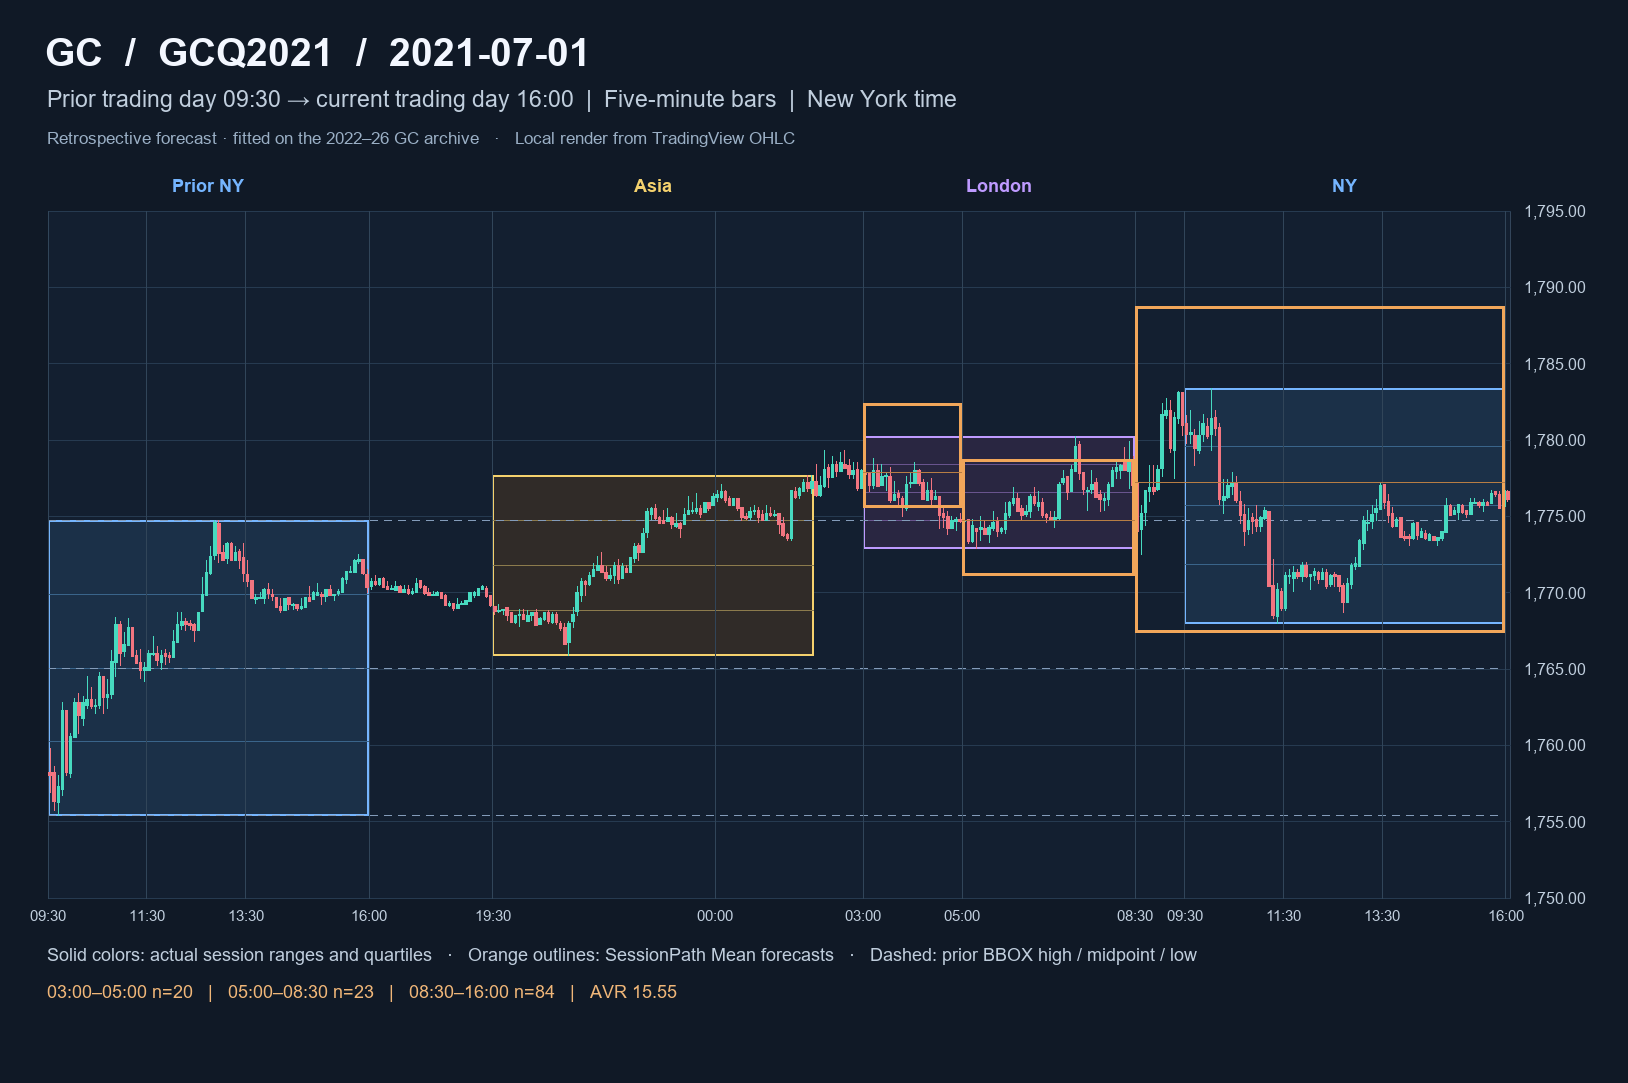 GC / GCQ2021 / 2021-07-01
Prior trading day 09:30 → current trading day 16:00 | Five-minute bars | New York time
Retrospective forecast · fitted on the 2022–26 GC archive · Local render from TradingView OHLC
Prior NY Asia London NY
1,795.00
1,790.00
1,785.00
1,780.00
1,775.00
1,770.00
1,765.00
1,760.00
1,755.00
1,750.00
09:30 11:30 13:30 16:00 19:30 00:00 03:00 05:00 08:30 09:30 11:30 13:30 16:00
Solid colors: actual session ranges and quartiles · Orange outlines: SessionPath Mean forecasts · Dashed: prior BBOX high / midpoint / low
03:00–05:00 n=20 | 05:00–08:30 n=23 | 08:30–16:00 n=84 | AVR 15.55